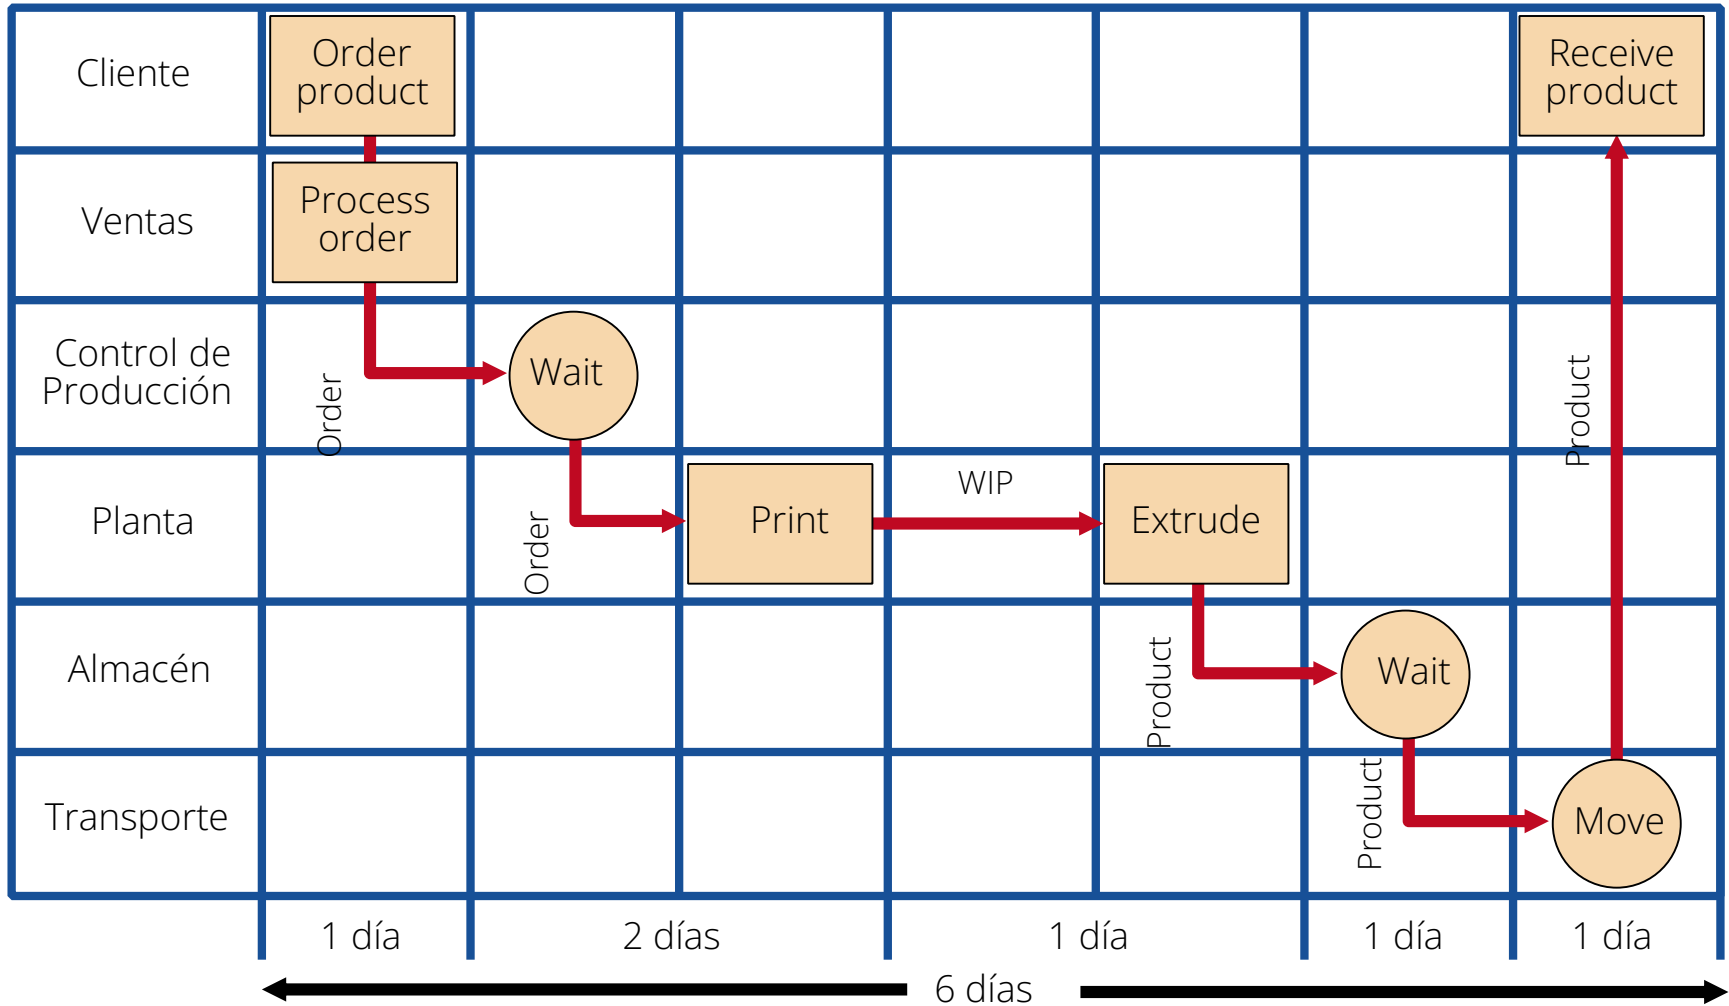 Cliente
Order
product
Receive
product
Ventas
Process
order
Control de
Producción
Order
Wait
Product
Planta
Order
Print
WIP
Extrude
Almacén
Product
Wait
Transporte
Product
Move
1 día
2 días
1 día
1 día
1 día
6 días